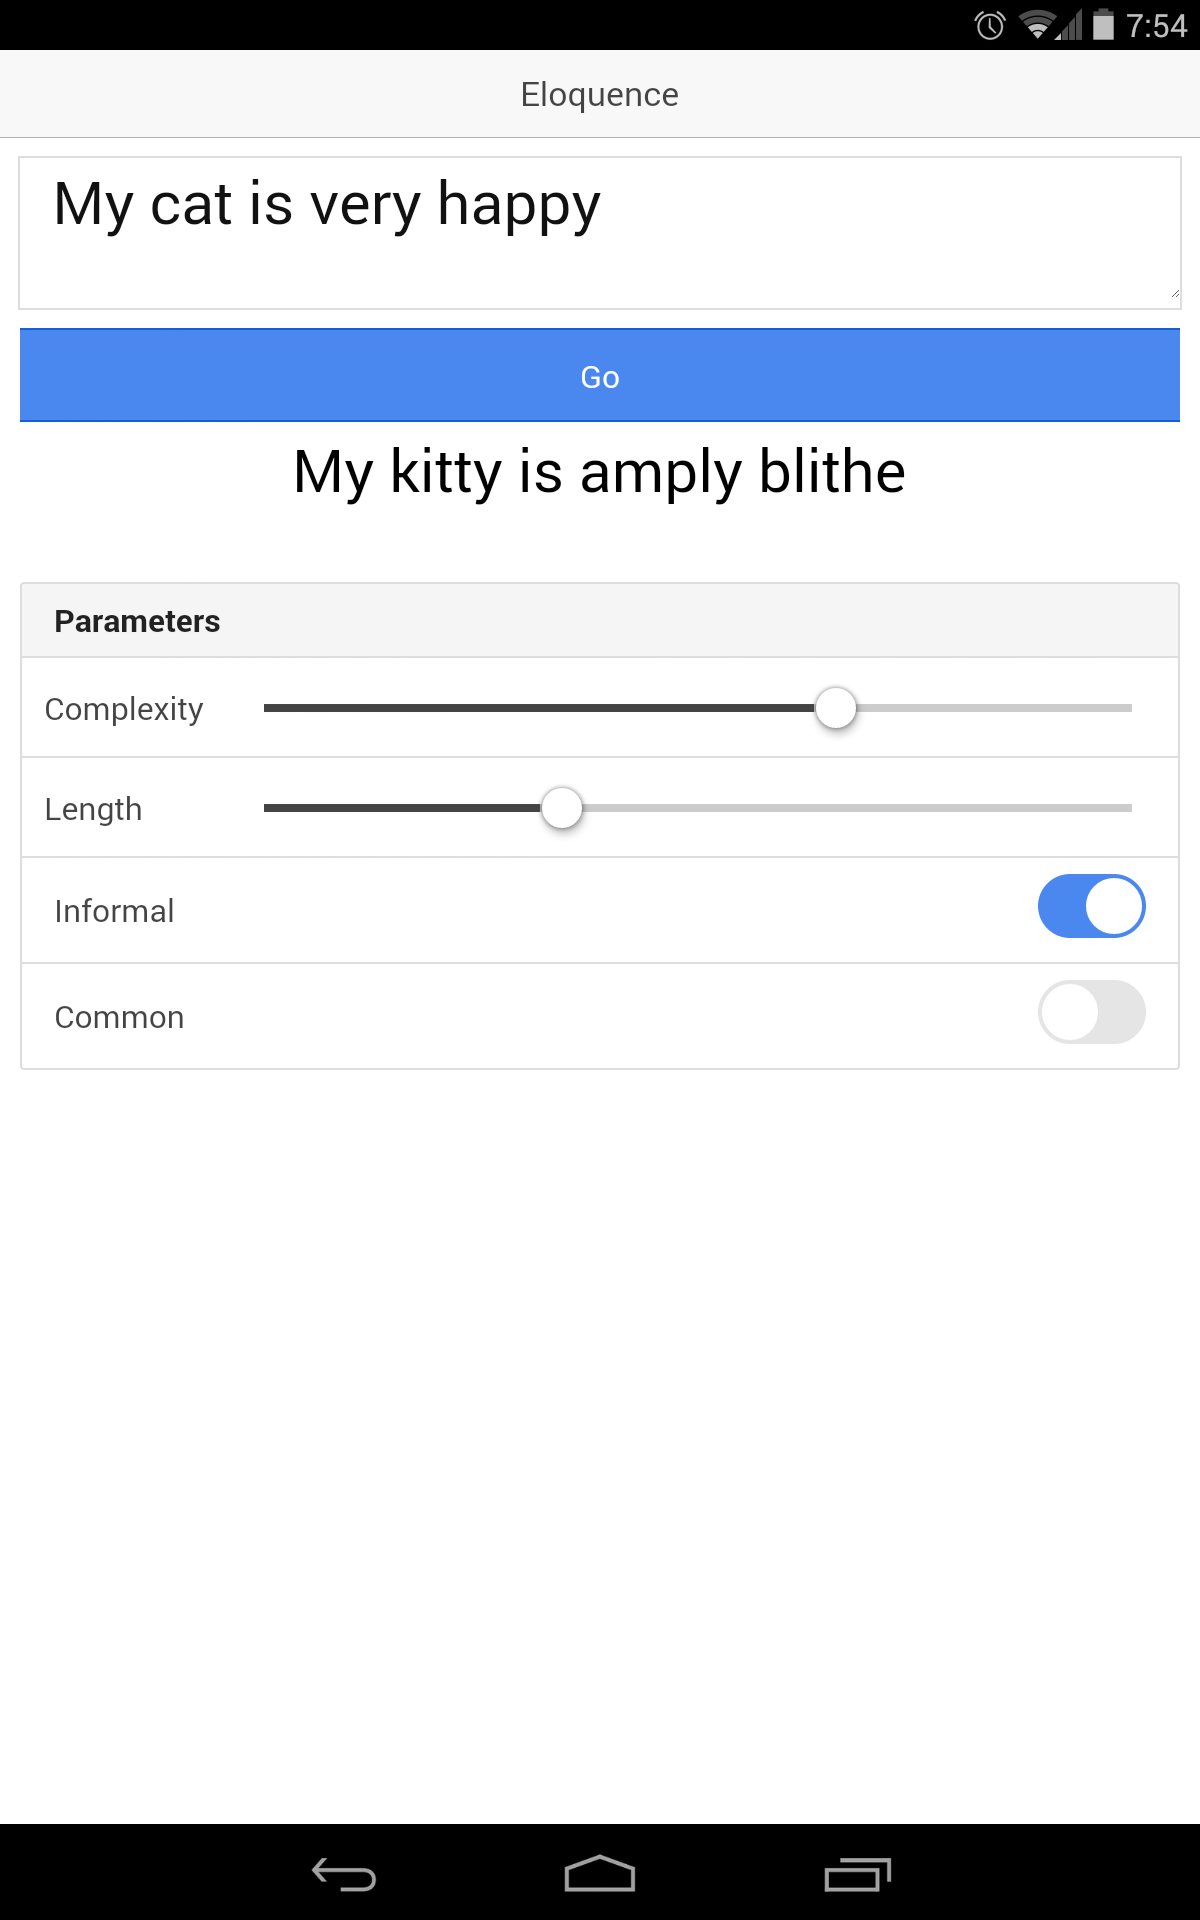 7:54
Eloquence
My cat is very happy
Go
My kitty is amply blithe
Parameters
Complexity
Length
Informal
Common